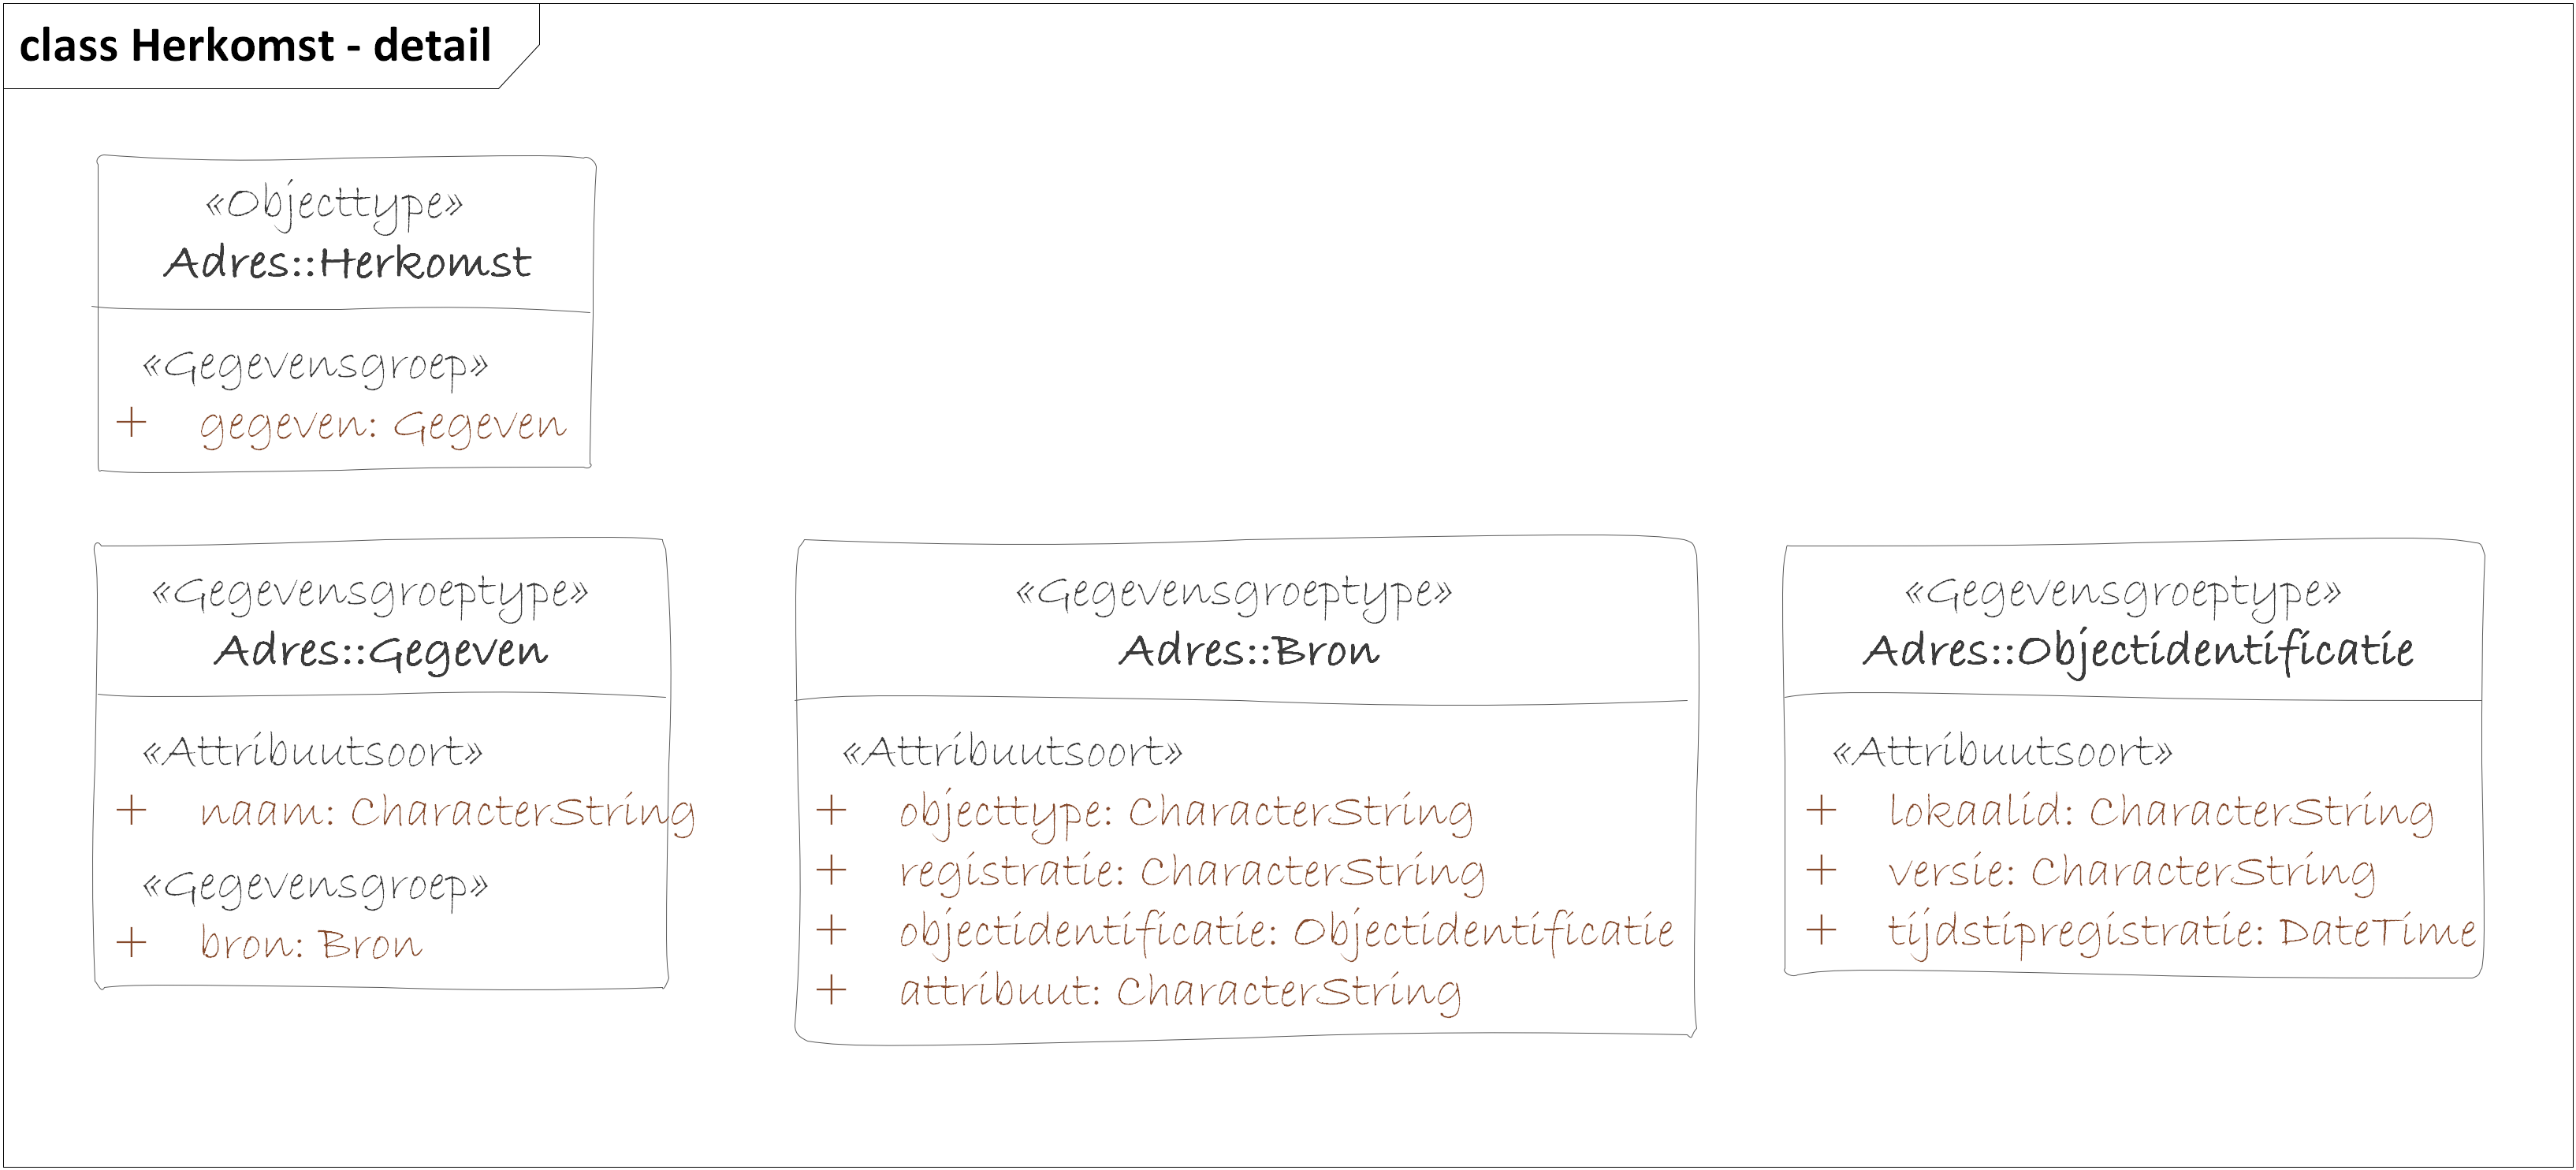 class Herkomst - detail
«Objecttype»
Adres::Herkomst
«Gegevensgroep»
+ gegeven: Gegeven
«Gegevensgroeptype»
Adres::Gegeven
«Attribuutsoort»
+ naam: CharacterString
«Gegevensgroep»
+ bron: Bron
«Gegevensgroeptype»
Adres::Bron
«Attribuutsoort»
+ objecttype: CharacterString
+ registratie: CharacterString
+ objectidentificatie: Objectidentificatie
+ attribuut: CharacterString
«Gegevensgroeptype»
Adres::Objectidentificatie
«Attribuutsoort»
+ lokaalid: CharacterString
+ versie: CharacterString
+ tijdstipregistratie: DateTime